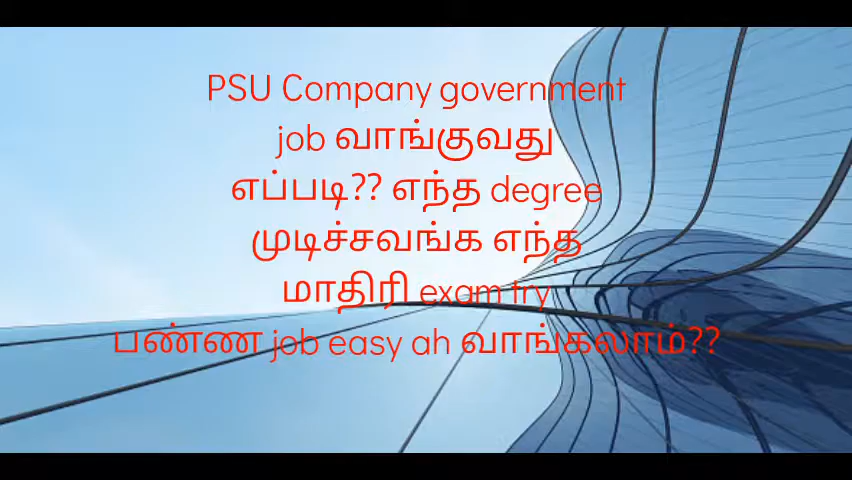 PSU Company government
job வாங்குவது
எப்படி?? எந்த degree
முடிச்சவங்க எந்த
மாதிரி exam try
பண்ண job easy ah வாங்கலாம்??